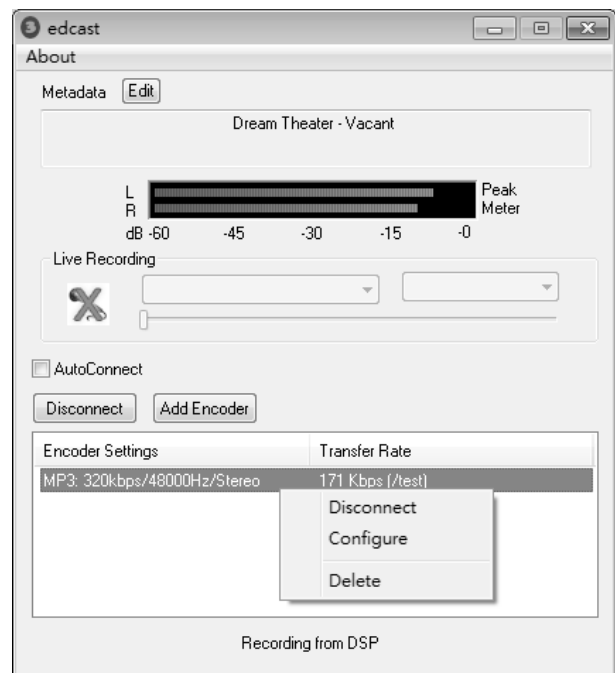 edcast
About
Metadata Edit
Dream Theater - Vacant
L
R
Peak
Meter
dB -60 -45 -30 -15 -0
Live Recording
AutoConnect
Disconnect Add Encoder
Encoder Settings Transfer Rate
MP3: 320kbps/48000Hz/Stereo 171 Kbps (/test)
Disconnect
Configure
Delete
Recording from DSP